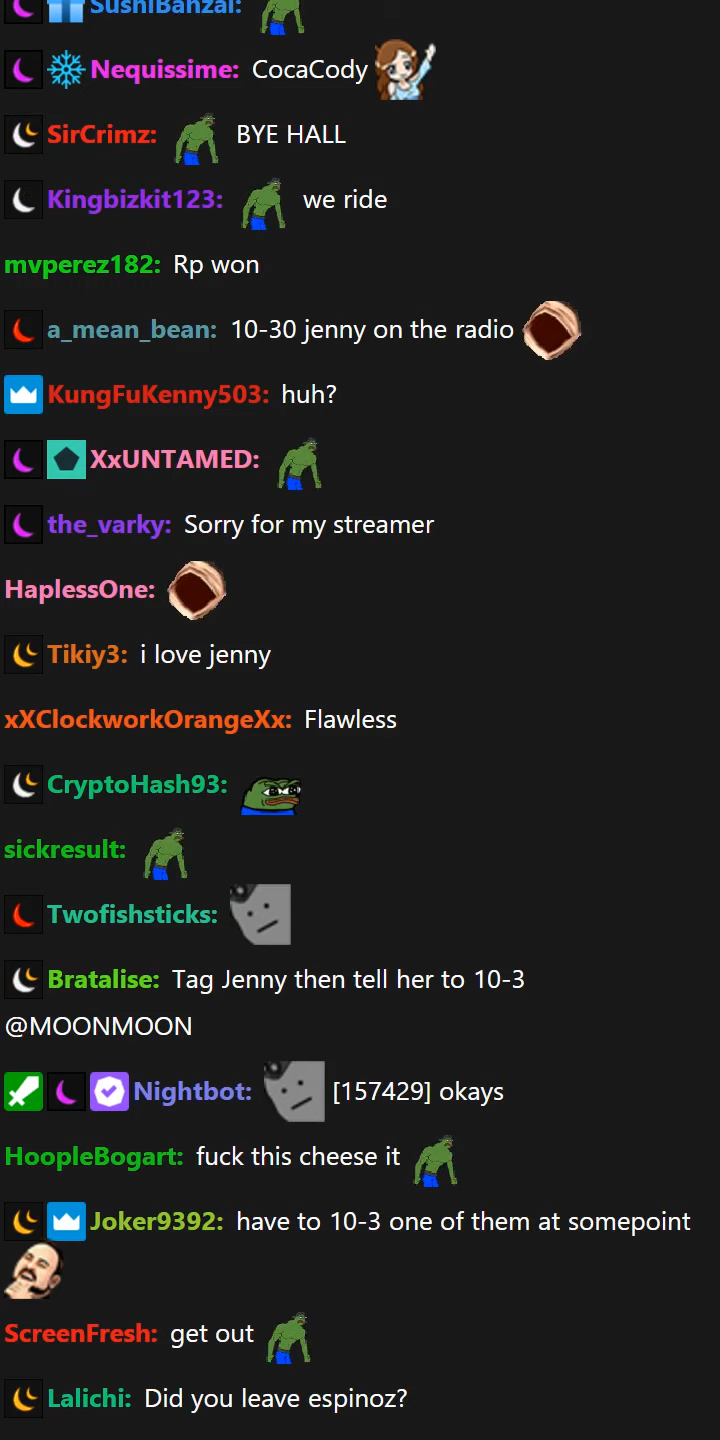 SushiBanzai:
Nequissime: CocaCody
SirCrimz: BYE HALL
Kingbizkit123: we ride
mvperez182: Rp won
a_mean_bean: 10-30 jenny on the radio
KungFuKenny503: huh?
XxUNTAMED:
the_varky: Sorry for my streamer
HaplessOne:
Tikiy3: i love jenny
xXClockworkOrangeXx: Flawless
CryptoHash93:
sickresult:
Twofishsticks:
Bratalise: Tag Jenny then tell her to 10-3
@MOONMOON
Nightbot: [157429] okays
HoopleBogart: fuck this cheese it
Joker9392: have to 10-3 one of them at somepoint
ScreenFresh: get out
Lalichi: Did you leave espinoz?